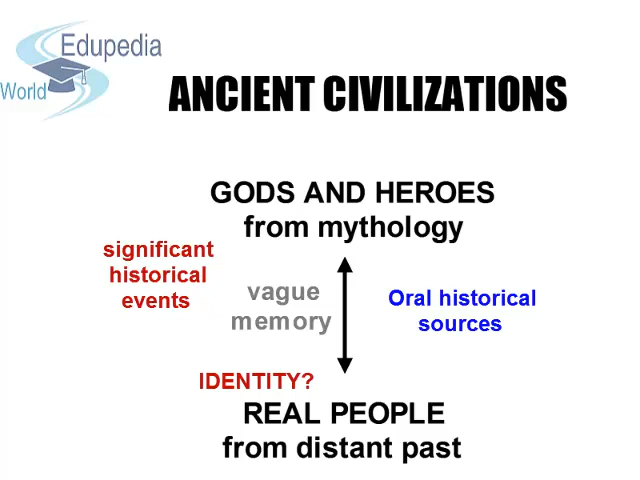 Edupedia
World
ANCIENT CIVILIZATIONS
GODS AND HEROES
from mythology
significant
historical
events
vague
memory
Oral historical
sources
IDENTITY?
REAL PEOPLE
from distant past